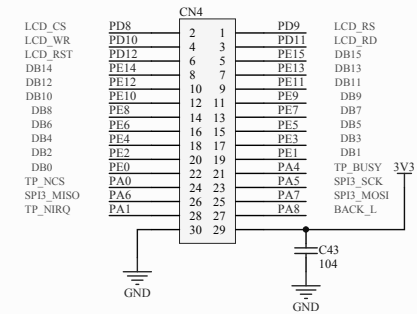 CN4
LCD_CS PD8 2 1 PD9 LCD_RS
LCD_WR PD10 4 3 PD11 LCD_RD
LCD_RST PD12 6 5 PE15 DB15
DB14 PE14 8 7 PE13 DB13
DB12 PE12 10 9 PE11 DB11
DB10 PE10 12 11 PE9 DB9
DB8 PE8 14 13 PE7 DB7
DB6 PE6 16 15 PE5 DB5
DB4 PE4 18 17 PE3 DB3
DB2 PE2 20 19 PE1 DB1
DB0 PE0 22 21 PA4 TP_BUSY 3V3
TP_NCS PA0 24 23 PA5 SPI3_SCK
SPI3_MISO PA6 26 25 PA7 SPI3_MOSI
TP_NIRQ PA1 28 27 PA8 BACK_L
30 29
C43
104
GND
GND